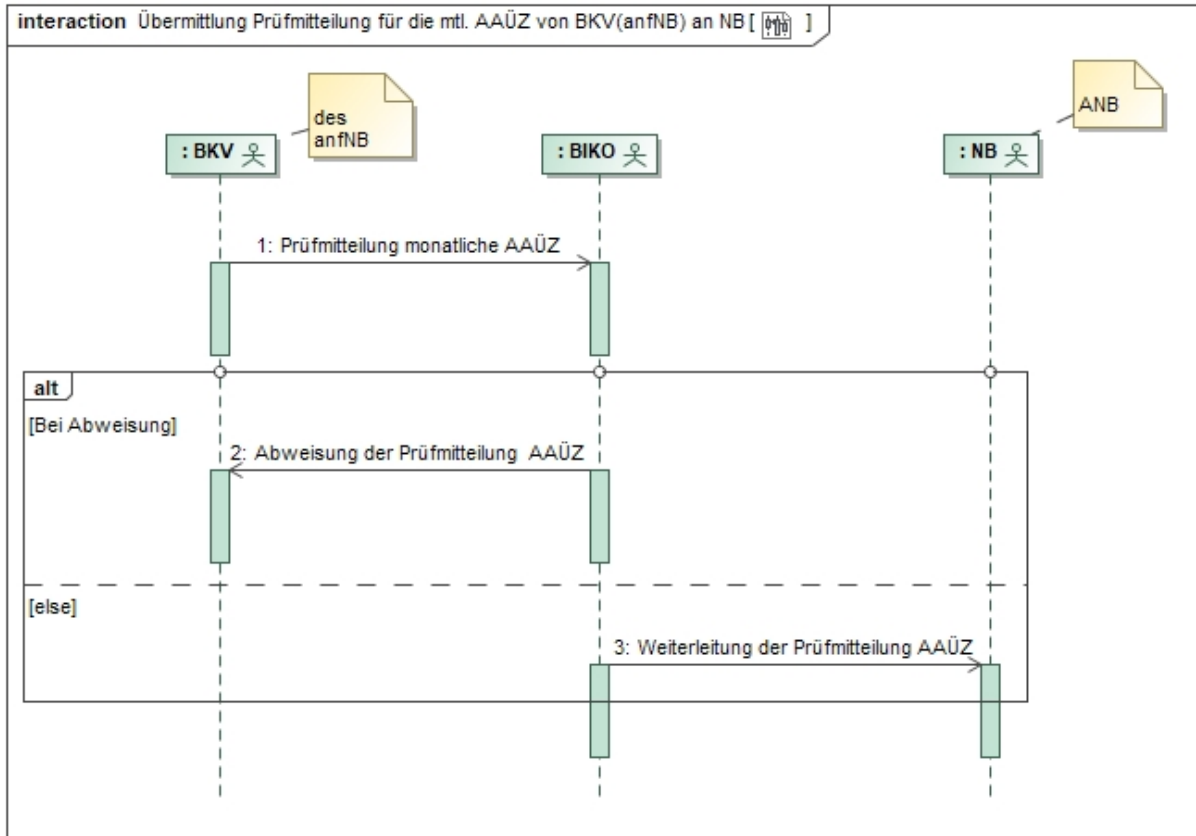 interaction Übermittlung Prüfmitteilung für die mtl. AAÜZ von BKV(anfNB) an NB [ ]
des
anfNB
ANB
: BKV
: BIKO
: NB
1: Prüfmitteilung monatliche AAÜZ
alt
[Bei Abweisung]
2: Abweisung der Prüfmitteilung AAÜZ
[else]
3: Weiterleitung der Prüfmitteilung AAÜZ